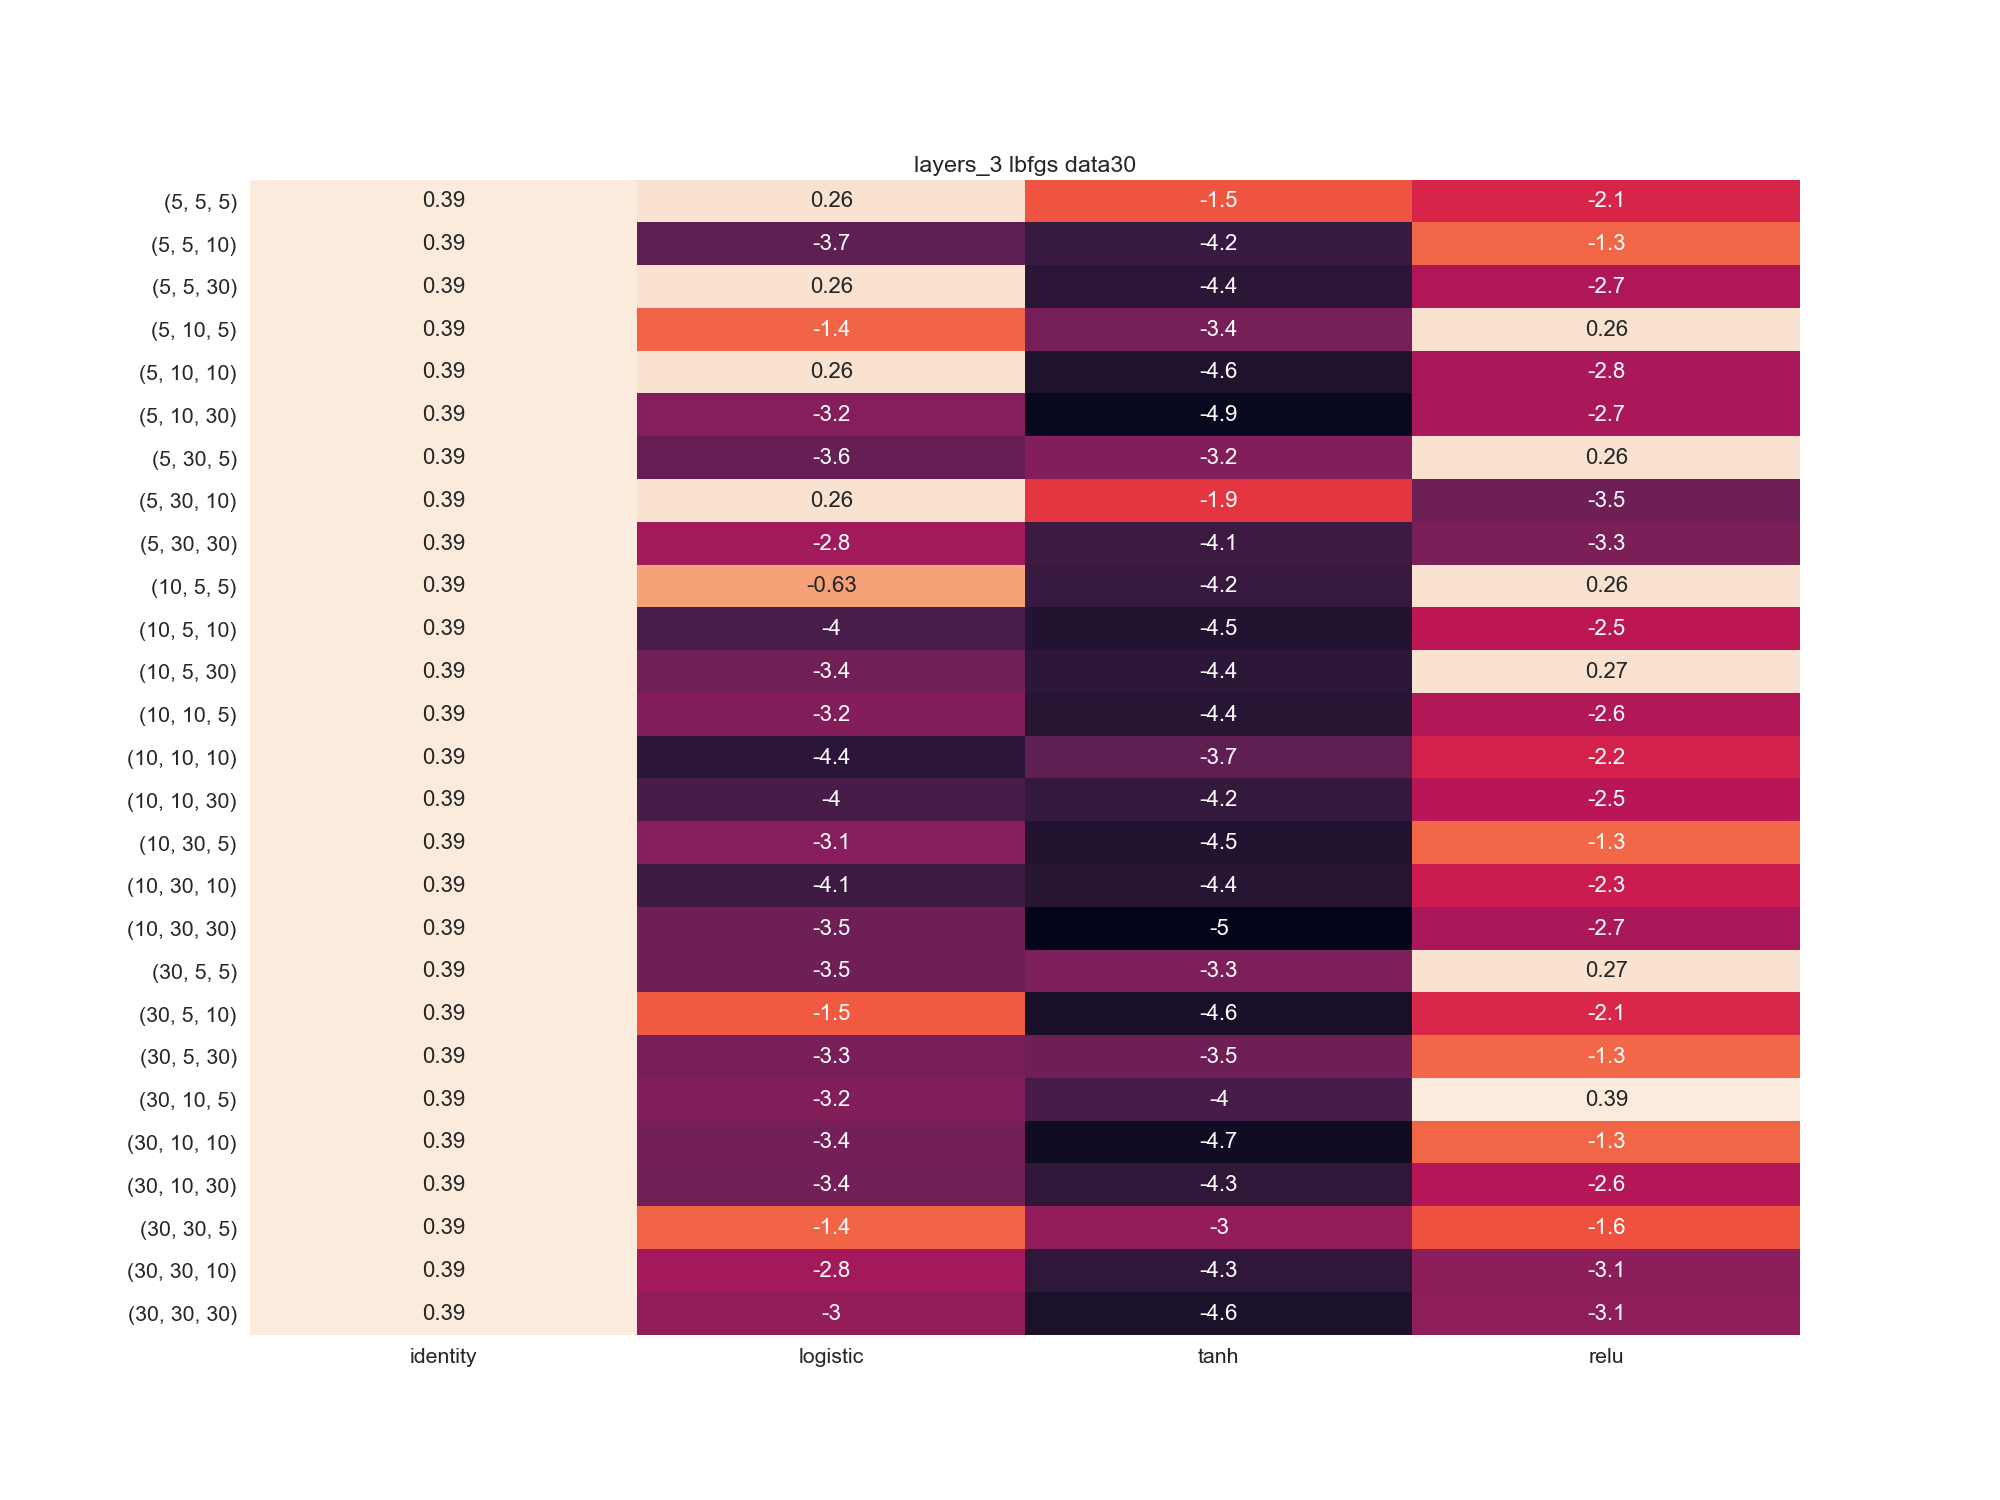 layers_3 lbfgs data30
(5, 5, 5) 0.39 0.26 -1.5 -2.1
(5, 5, 10) 0.39 -3.7 -4.2 -1.3
(5, 5, 30) 0.39 0.26 -4.4 -2.7
(5, 10, 5) 0.39 -1.4 -3.4 0.26
(5, 10, 10) 0.39 0.26 -4.6 -2.8
(5, 10, 30) 0.39 -3.2 -4.9 -2.7
(5, 30, 5) 0.39 -3.6 -3.2 0.26
(5, 30, 10) 0.39 0.26 -1.9 -3.5
(5, 30, 30) 0.39 -2.8 -4.1 -3.3
(10, 5, 5) 0.39 -0.63 -4.2 0.26
(10, 5, 10) 0.39 -4 -4.5 -2.5
(10, 5, 30) 0.39 -3.4 -4.4 0.27
(10, 10, 5) 0.39 -3.2 -4.4 -2.6
(10, 10, 10) 0.39 -4.4 -3.7 -2.2
(10, 10, 30) 0.39 -4 -4.2 -2.5
(10, 30, 5) 0.39 -3.1 -4.5 -1.3
(10, 30, 10) 0.39 -4.1 -4.4 -2.3
(10, 30, 30) 0.39 -3.5 -5 -2.7
(30, 5, 5) 0.39 -3.5 -3.3 0.27
(30, 5, 10) 0.39 -1.5 -4.6 -2.1
(30, 5, 30) 0.39 -3.3 -3.5 -1.3
(30, 10, 5) 0.39 -3.2 -4 0.39
(30, 10, 10) 0.39 -3.4 -4.7 -1.3
(30, 10, 30) 0.39 -3.4 -4.3 -2.6
(30, 30, 5) 0.39 -1.4 -3 -1.6
(30, 30, 10) 0.39 -2.8 -4.3 -3.1
(30, 30, 30) 0.39 -3 -4.6 -3.1
identity logistic tanh relu